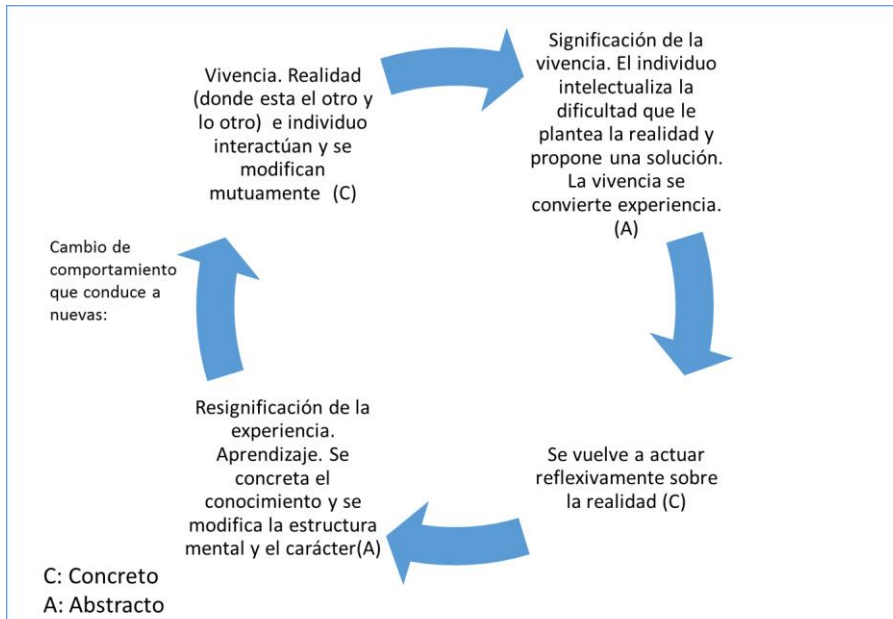 Vivencia. Realidad
(donde esta el otro y
lo otro)  e individuo
interactúan y se
modifican
mutuamente  (C)
Significación de la
vivencia. El individuo
intelectualiza la
dificultad que le
plantea la realidad y
propone una solución.
La vivencia se
convierte experiencia.
(A)
Se vuelve a actuar
reflexivamente sobre
la realidad (C)
Resignificación de la
experiencia.
Aprendizaje. Se
concreta el
conocimiento y se
modifica la estructura
mental y el carácter(A)
Cambio de
comportamiento
que conduce a
nuevas:
C: Concreto
A: Abstracto